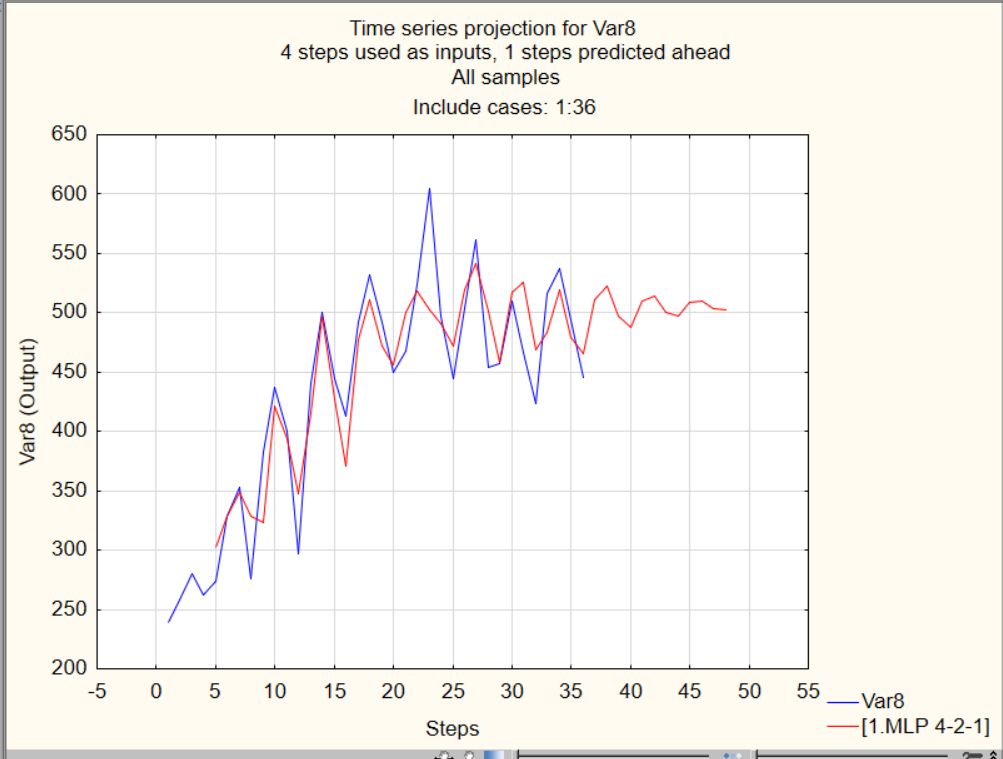 Time series projection for Var8
4 steps used as inputs, 1 steps predicted ahead
All samples
Include cases: 1:36
650
600
550
500
450
400
350
300
250
200
Var8 (Output)
-5 0 5 10 15 20 25 30 35 40 45 50 55
Steps
Var8
[1.MLP 4-2-1]